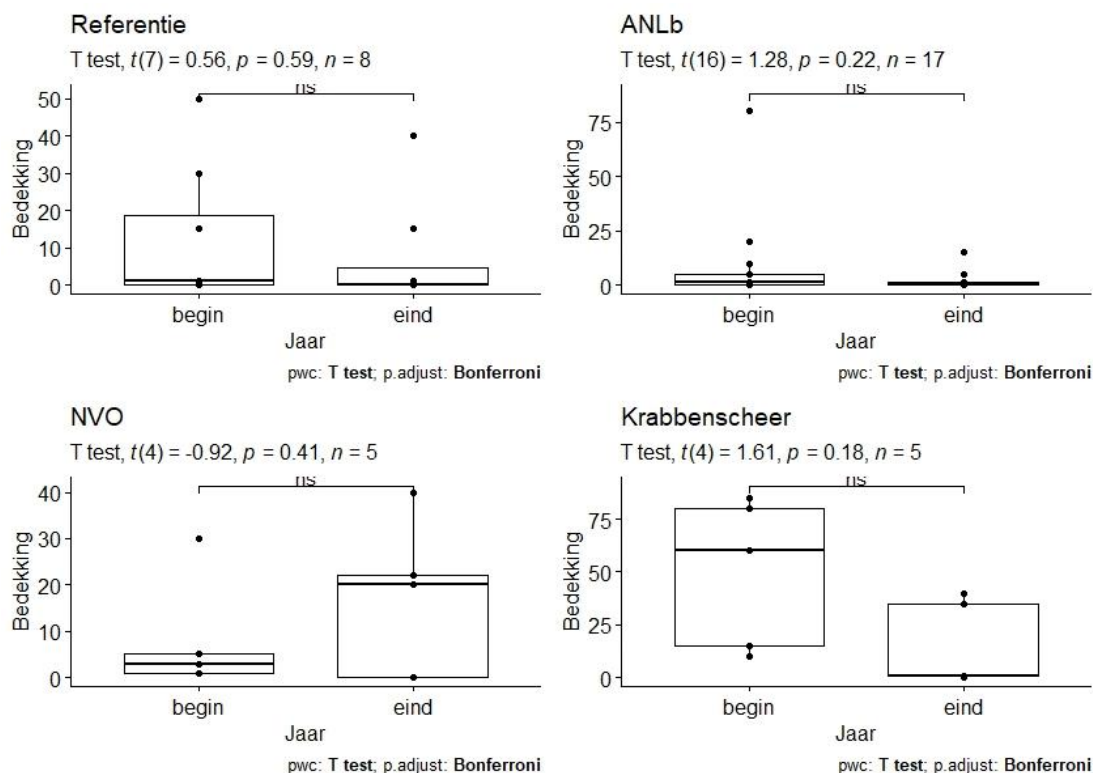 Referentie
T test, t(7) = 0.56, p = 0.59, n = 8
ns
50
40
30
20
10
0
Bedekking
begin
eind
Jaar
pwc: T test; p.adjust: Bonferroni
ANLb
T test, t(16) = 1.28, p = 0.22, n = 17
ns
75
50
25
0
Bedekking
begin
eind
Jaar
pwc: T test; p.adjust: Bonferroni
NVO
T test, t(4) = -0.92, p = 0.41, n = 5
ns
40
30
20
10
0
Bedekking
begin
eind
Jaar
pwc: T test; p.adjust: Bonferroni
Krabbenscheer
T test, t(4) = 1.61, p = 0.18, n = 5
ns
75
50
25
0
Bedekking
begin
eind
Jaar
pwc: T test; p.adjust: Bonferroni